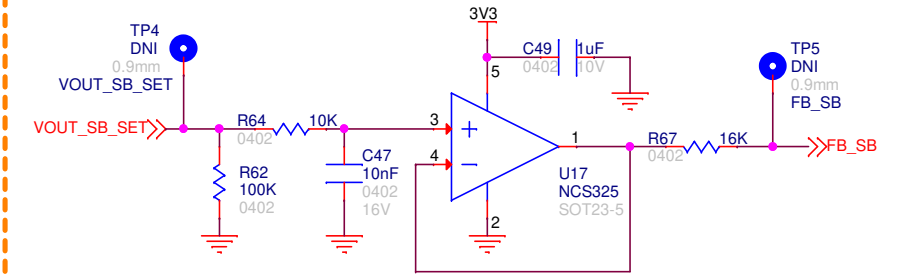 3V3
TP4
DNI
0.9mm
VOUT_SB_SET
C49
1uF
0402
10V
TP5
DNI
0.9mm
FB_SB
5
VOUT_SB_SET
R64
10K
0402
3
+
4
−
1
R67
16K
0402
FB_SB
R62
100K
0402
C47
10nF
0402
16V
U17
NCS325
SOT23-5
2